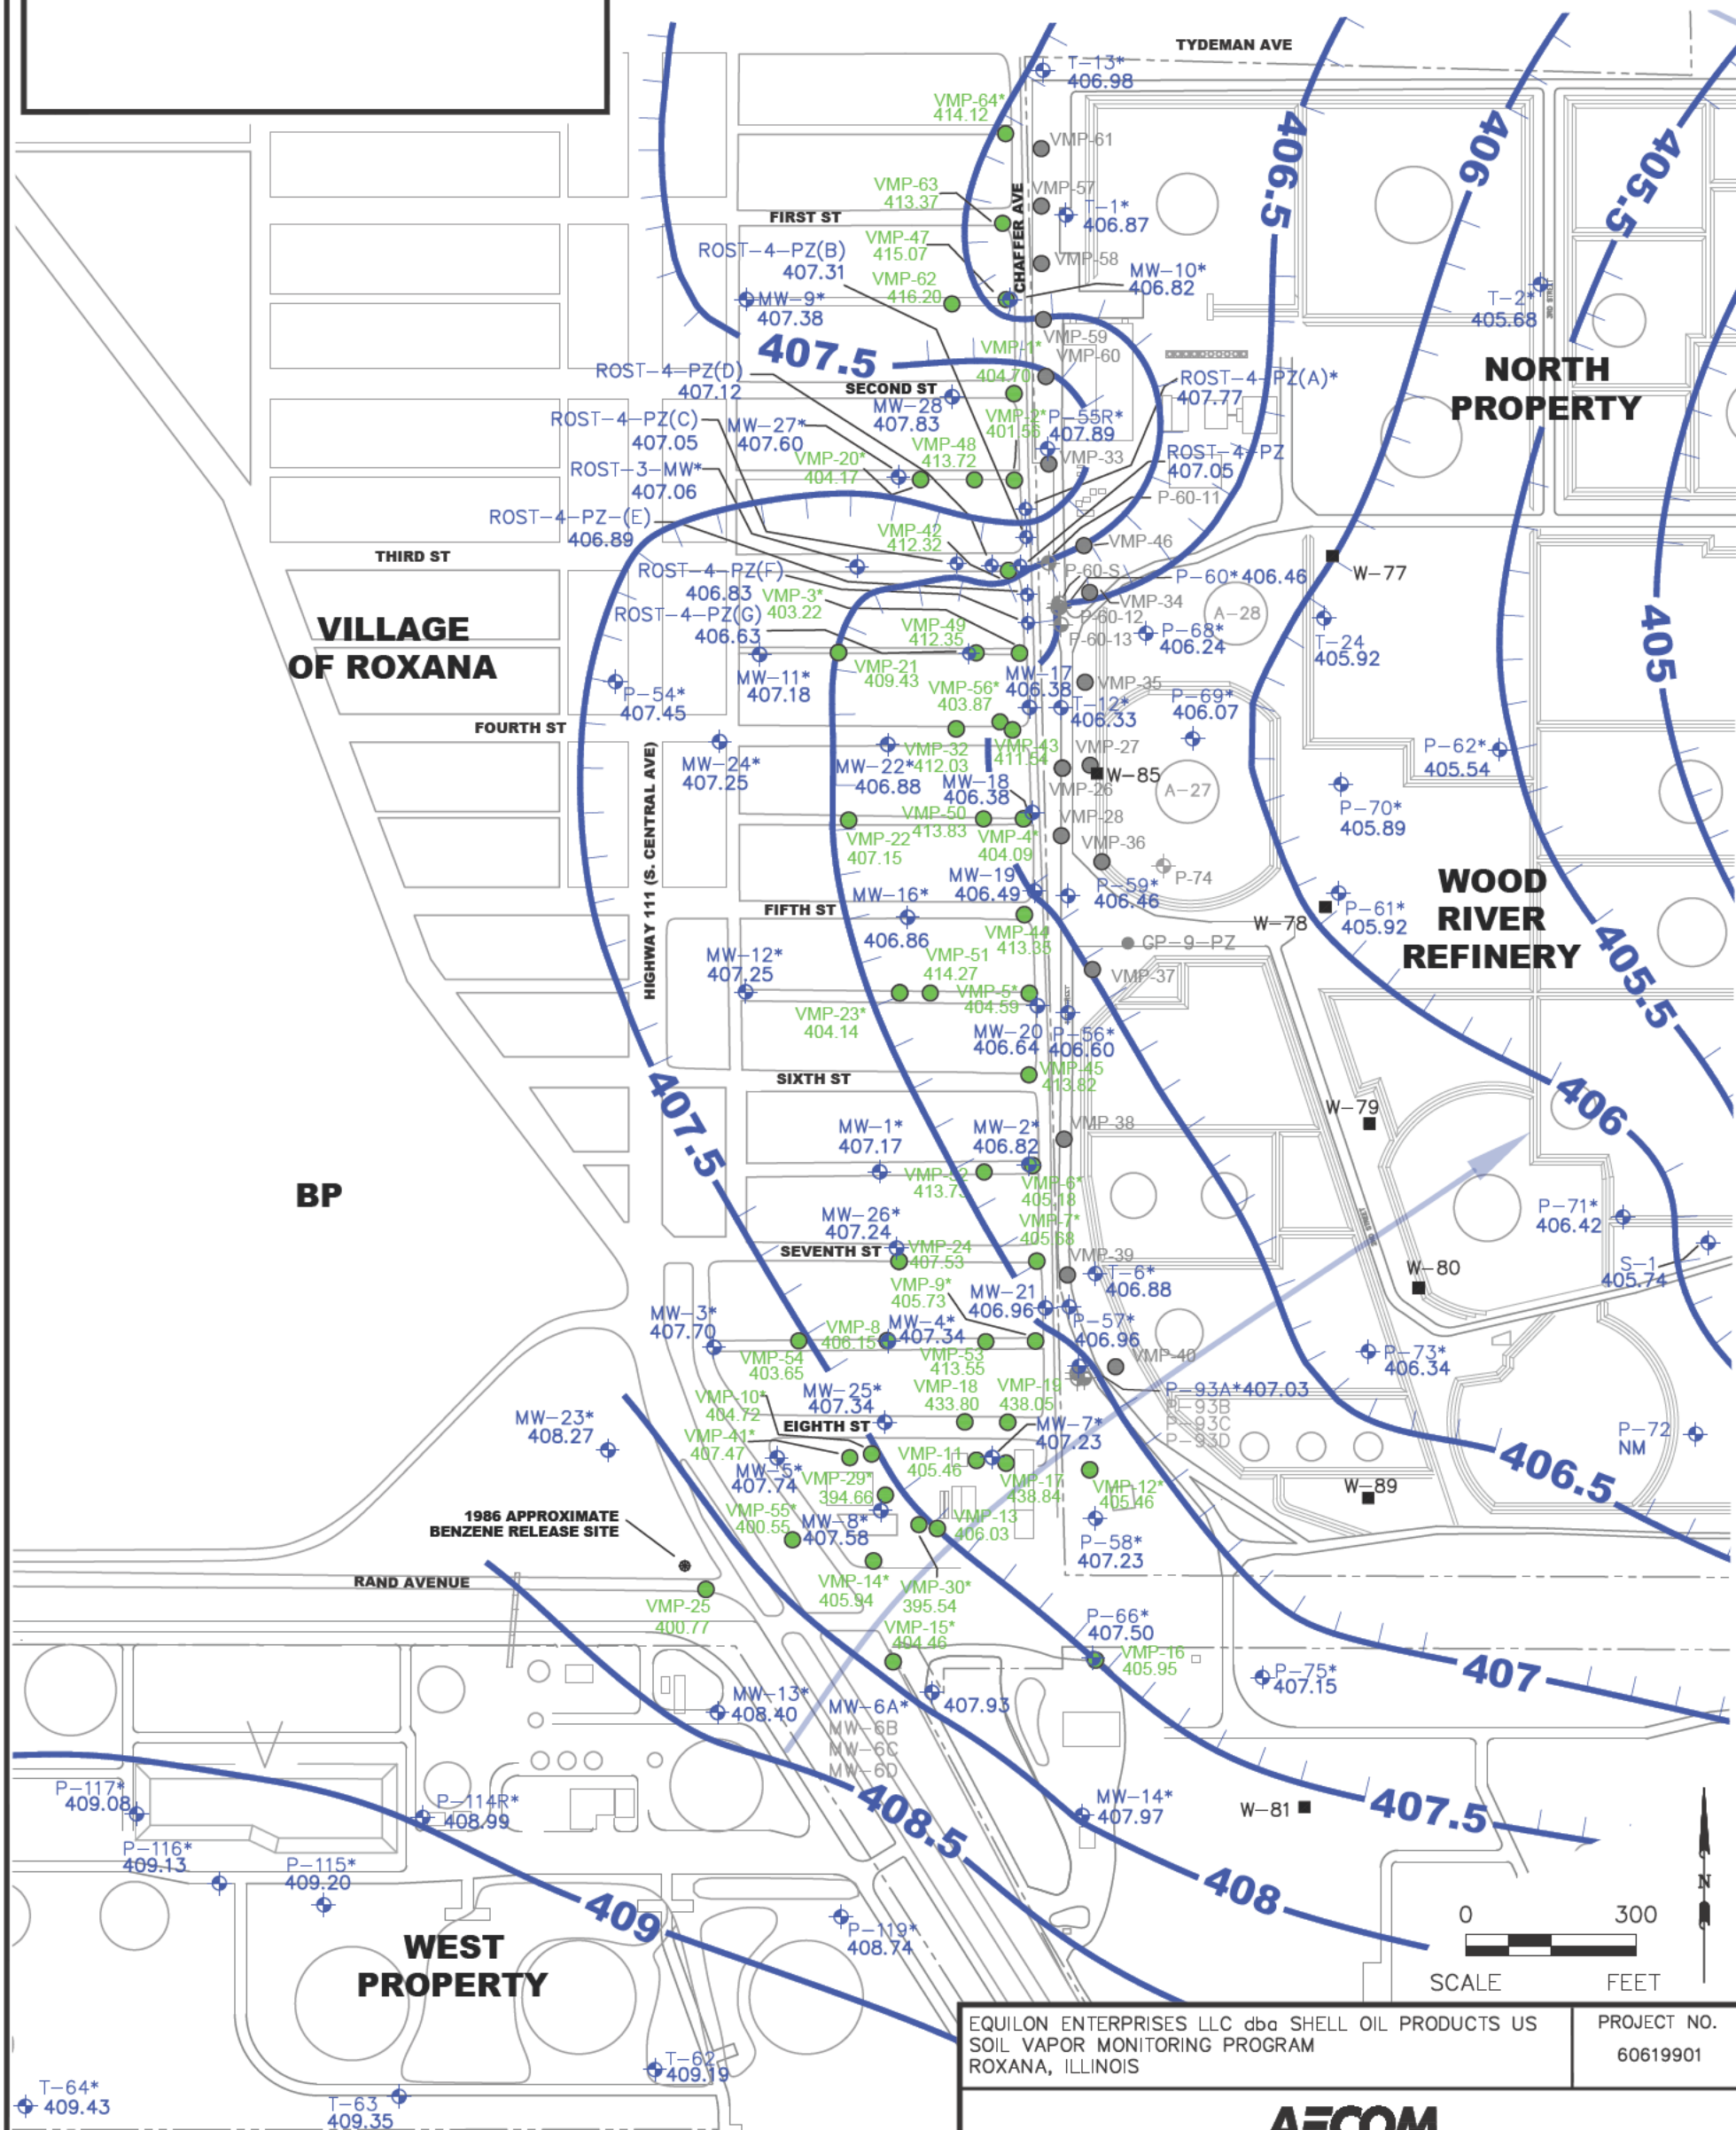 TYDEMAN AVE
T-13*
406.98
VMP-64*
414.12
VMP-61
406.5
406
405.5
VMP-63
413.37
VMP-57
CHAFFER AVE
T-1*
406.87
FIRST ST
VMP-47
415.07
ROST-4-PZ(B)
407.31
VMP-58
MW-10*
406.82
VMP-62
416.20
MW-9*
407.38
T-2*
405.68
3RD STREET
VMP-59
407.5
VMP-1*
404.70
VMP-60
NORTH
PROPERTY
ROST-4-PZ(D)
407.12
SECOND ST
ROST-4-PZ(A)*
407.77
MW-28
407.83
VMP-2*
401.56
P-55R*
407.89
ROST-4-PZ(C)
407.05
MW-27*
407.60
VMP-48
413.72
VMP-20*
404.17
VMP-33
ROST-4-PZ
407.05
ROST-3-MW*
407.06
P-60-11
ROST-4-PZ-(E)
406.89
VMP-42
412.32
VMP-46
THIRD ST
ROST-4-PZ(F)
406.83
P-60-S
P-60* 406.46
W-77
VMP-3*
403.22
VMP-34
A-28
ROST-4-PZ(G)
406.63
P-60-12
P-60-13
VILLAGE
OF ROXANA
VMP-49
412.35
P-68*
406.24
T-24
405.92
405
MW-11*
407.18
VMP-21
409.43
MW-17
406.38
VMP-35
P-54*
407.45
VMP-56*
403.87
T-12*
406.33
P-69*
406.07
FOURTH ST
MW-24*
407.25
MW-22*
406.88
VMP-32
412.03
VMP-43
411.54
VMP-27
W-85
P-62*
405.54
HIGHWAY 111 (S. CENTRAL AVE)
MW-18
406.38
VMP-26
A-27
P-70*
405.89
VMP-50
413.83
VMP-22
407.15
VMP-4*
404.09
VMP-28
VMP-36
P-74
MW-19
406.49
P-59*
406.46
WOOD
RIVER
REFINERY
MW-16*
406.86
FIFTH ST
W-78
P-61*
405.92
VMP-44
413.35
GP-9-PZ
405.5
MW-12*
407.25
VMP-51
414.27
VMP-37
VMP-23*
404.14
VMP-5*
404.59
MW-20
406.64
P-56*
406.60
SIXTH ST
VMP-45
413.82
407.5
406
W-79
MW-1*
407.17
MW-2*
406.82
VMP-38
VMP-52
413.73
VMP-6*
405.18
BP
P-71*
406.42
MW-26*
407.24
VMP-7*
405.68
SEVENTH ST
VMP-24
407.53
VMP-39
T-6*
406.88
W-80
S-1
405.74
VMP-9*
405.73
MW-21
406.96
MW-3*
407.70
VMP-8
406.15
MW-4*
407.34
P-57*
406.96
VMP-54
403.65
VMP-53
413.55
VMP-40
P-73*
406.34
P-93A*407.03
P-93B
P-93C
P-93D
VMP-10*
404.72
MW-25*
407.34
VMP-18
433.80
VMP-19
438.05
MW-23*
408.27
EIGHTH ST
MW-7*
407.23
P-72
NM
VMP-41*
407.47
MW-5*
407.74
VMP-29*
394.66
VMP-11
405.46
VMP-17
438.84
VMP-12*
405.46
406.5
W-89
1986 APPROXIMATE
BENZENE RELEASE SITE
VMP-55*
400.55
MW-8*
407.58
VMP-13
406.03
P-58*
407.23
RAND AVENUE
VMP-14*
405.94
VMP-30*
395.54
VMP-25
400.77
VMP-15*
404.46
P-66*
407.50
VMP-16
405.95
P-75*
407.15
407
MW-13*
408.40
MW-6A*
407.93
MW-6B
MW-6C
MW-6D
P-117*
409.08
P-114R*
408.99
408.5
MW-14*
407.97
W-81
407.5
P-116*
409.13
P-115*
409.20
408
409
P-119*
408.74
WEST
PROPERTY
N
0 300
SCALE FEET
T-62
409.19
T-64*
409.43
T-63
409.35
EQUILON ENTERPRISES LLC dba SHELL OIL PRODUCTS US
SOIL VAPOR MONITORING PROGRAM
ROXANA, ILLINOIS
PROJECT NO.
60619901
AECOM